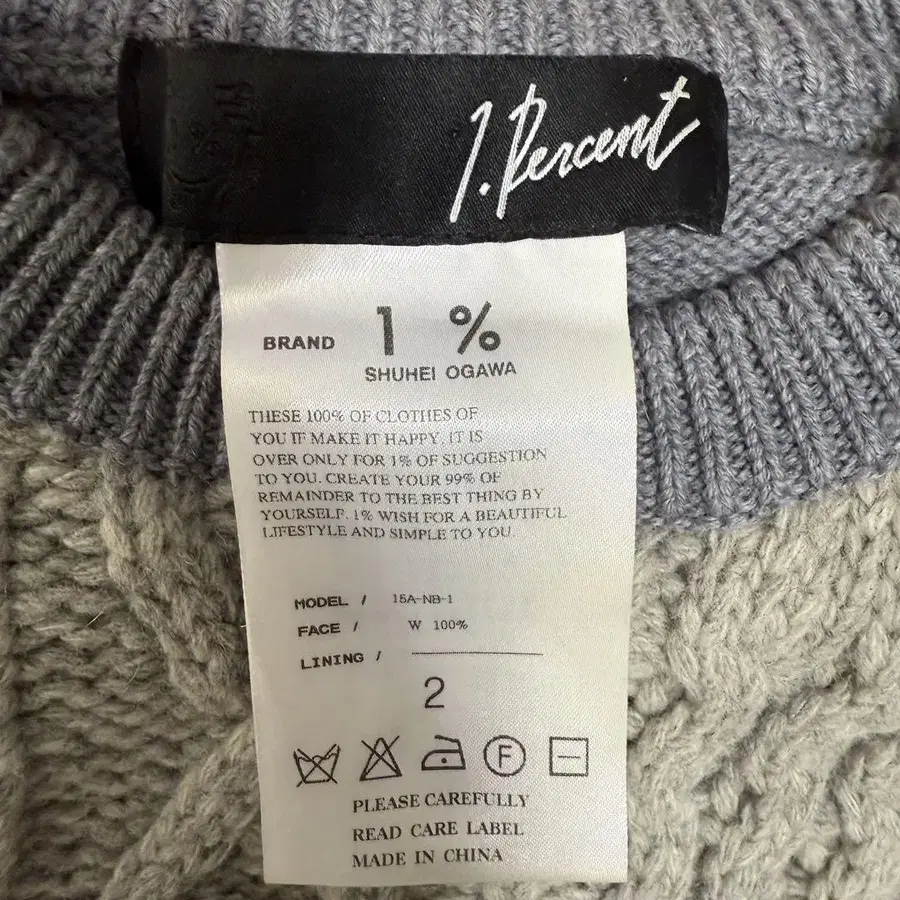 1.Percent
BRAND 1 %
SHUHEI OGAWA
THESE 100% OF CLOTHES OF
YOU IF MAKE IT HAPPY. IT IS
OVER ONLY FOR 1% OF SUGGESTION
TO YOU. CREATE YOUR 99% OF
REMAINDER TO THE BEST THING BY
YOURSELF. 1% WISH FOR A BEAUTIFUL
LIFESTYLE AND SIMPLE TO YOU.
MODEL / 15A-NB-1
FACE / W 100%
LINING /
2
F
PLEASE CAREFULLY
READ CARE LABEL
MADE IN CHINA